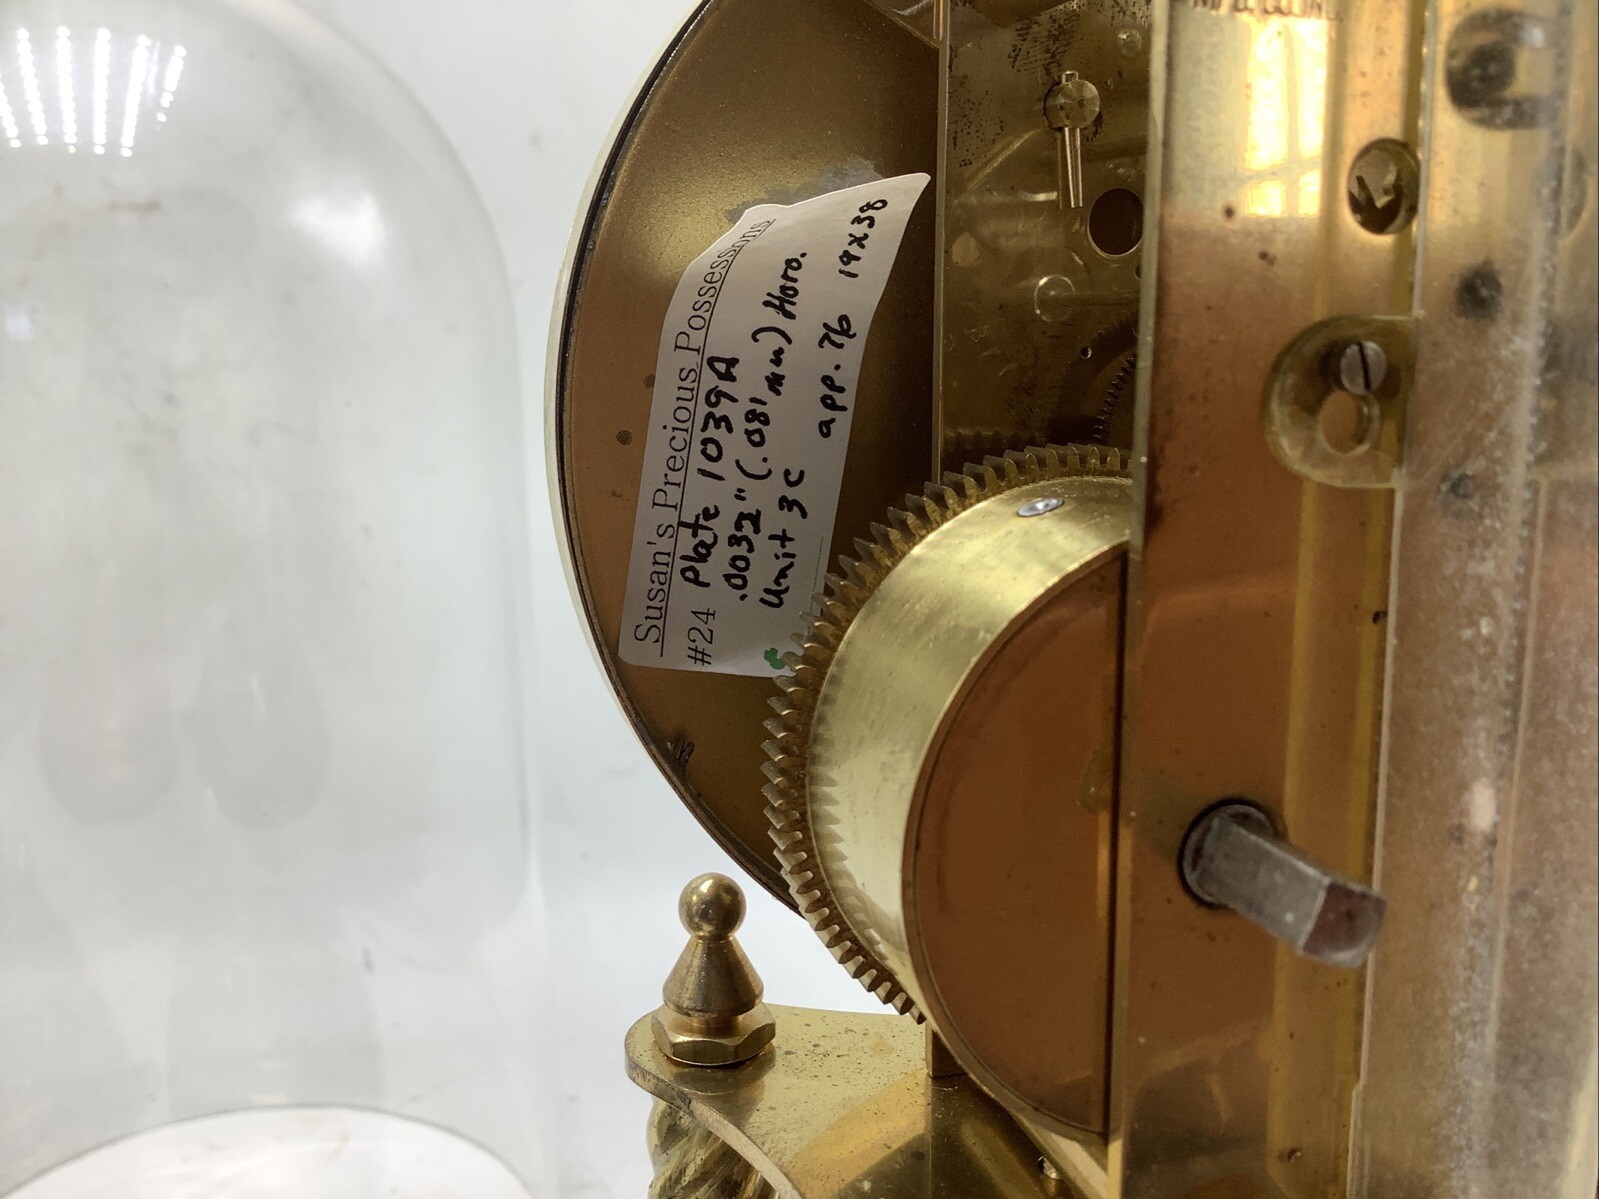 Susan's Precious Possessions
#24 Plate 1039A
.0032" (.081mm) Horo.
Unit 3C app. 76 19X38